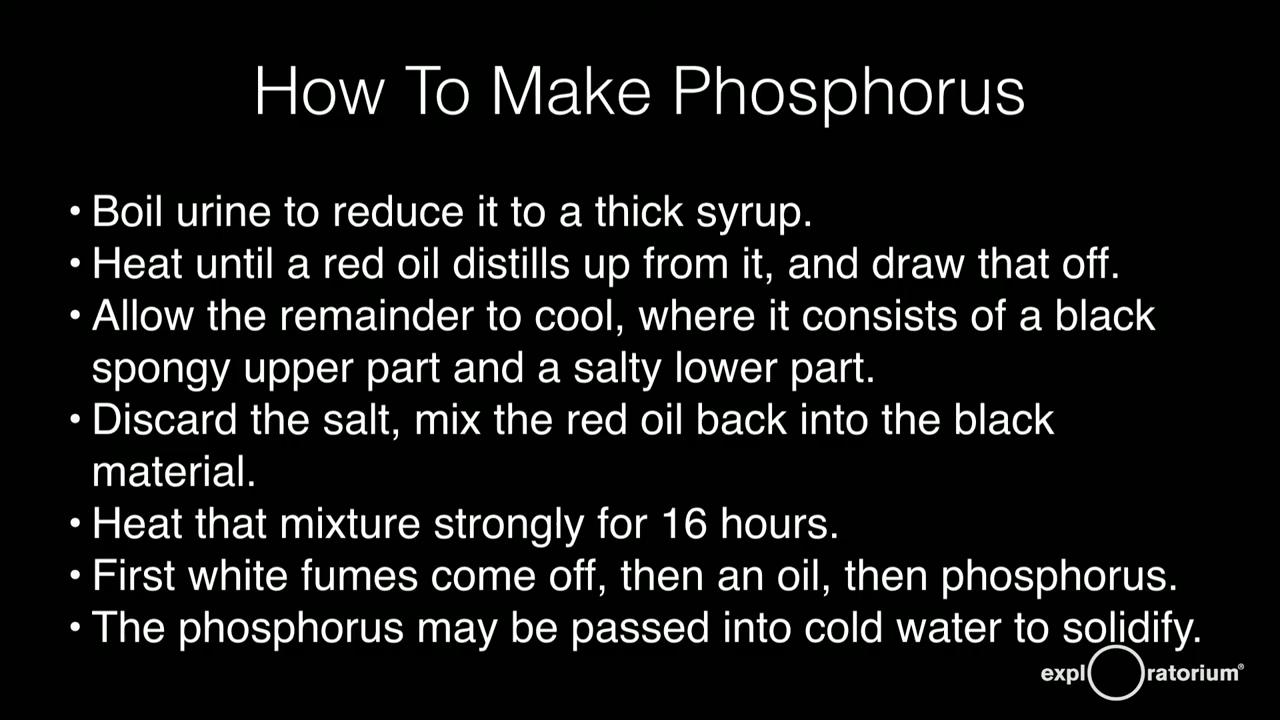 How To Make Phosphorus
• Boil urine to reduce it to a thick syrup.
• Heat until a red oil distills up from it, and draw that off.
• Allow the remainder to cool, where it consists of a black
spongy upper part and a salty lower part.
• Discard the salt, mix the red oil back into the black
material.
• Heat that mixture strongly for 16 hours.
• First white fumes come off, then an oil, then phosphorus.
• The phosphorus may be passed into cold water to solidify.
explOratorium®